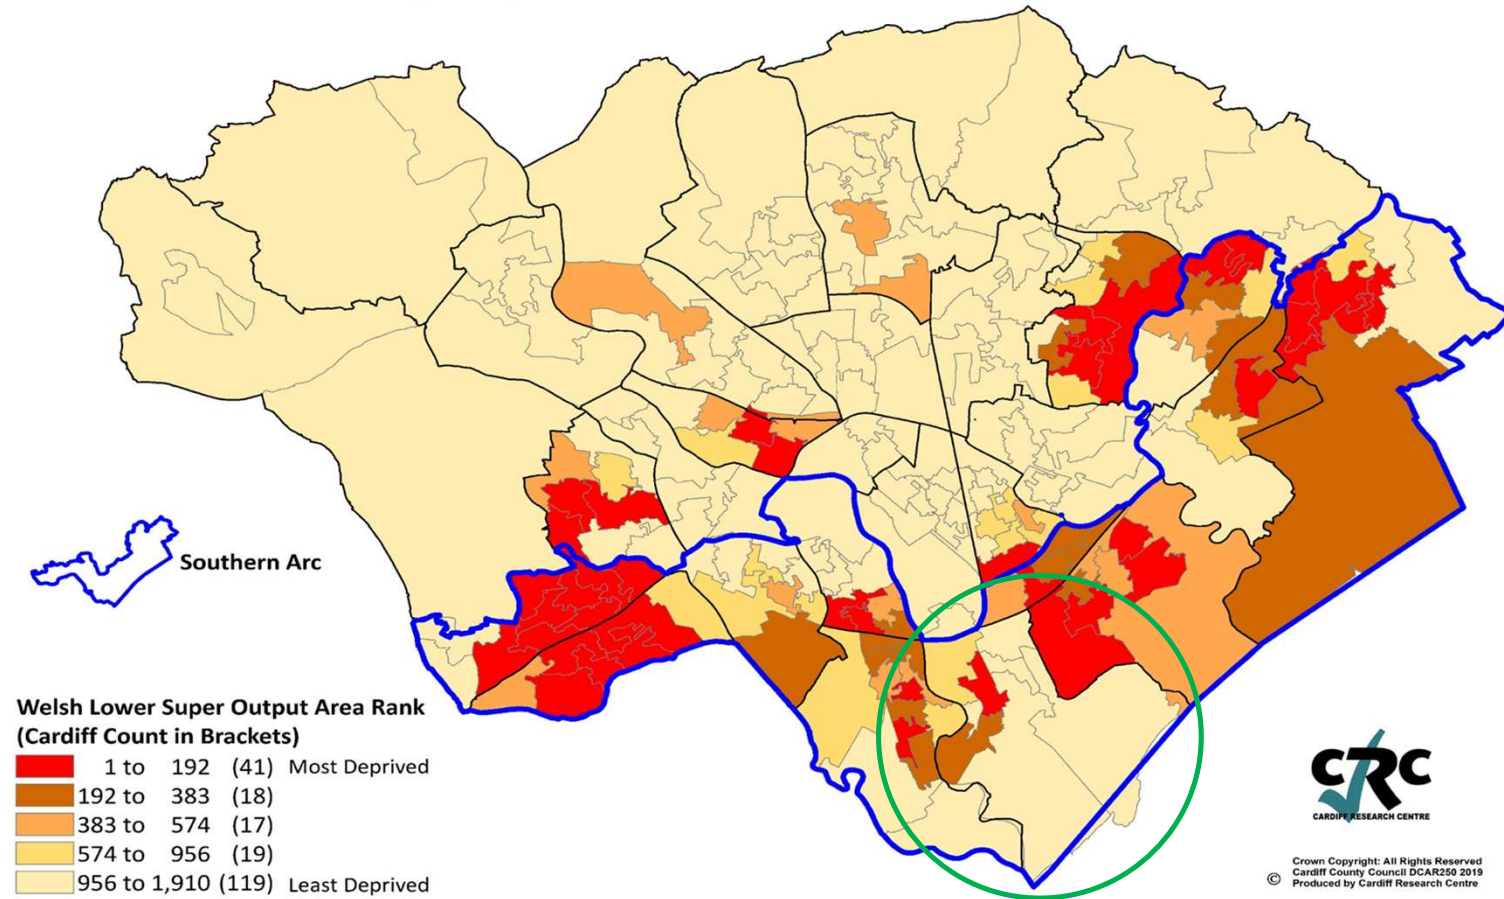 Southern Arc
Welsh Lower Super Output Area Rank
(Cardiff Count in Brackets)
1 to 192 (41) Most Deprived
192 to 383 (18)
383 to 574 (17)
574 to 956 (19)
956 to 1,910 (119) Least Deprived
CRC
CARDIFF RESEARCH CENTRE
Crown Copyright: All Rights Reserved
Cardiff County Council DCAR250 2019
© Produced by Cardiff Research Centre